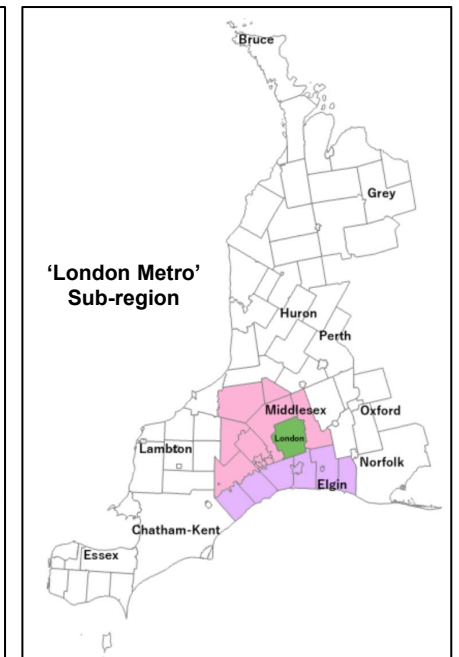 Bruce
Grey
'London Metro'
Sub-region
Huron
Perth
Middlesex
Oxford
London
Lambton
Norfolk
Elgin
Chatham-Kent
Essex